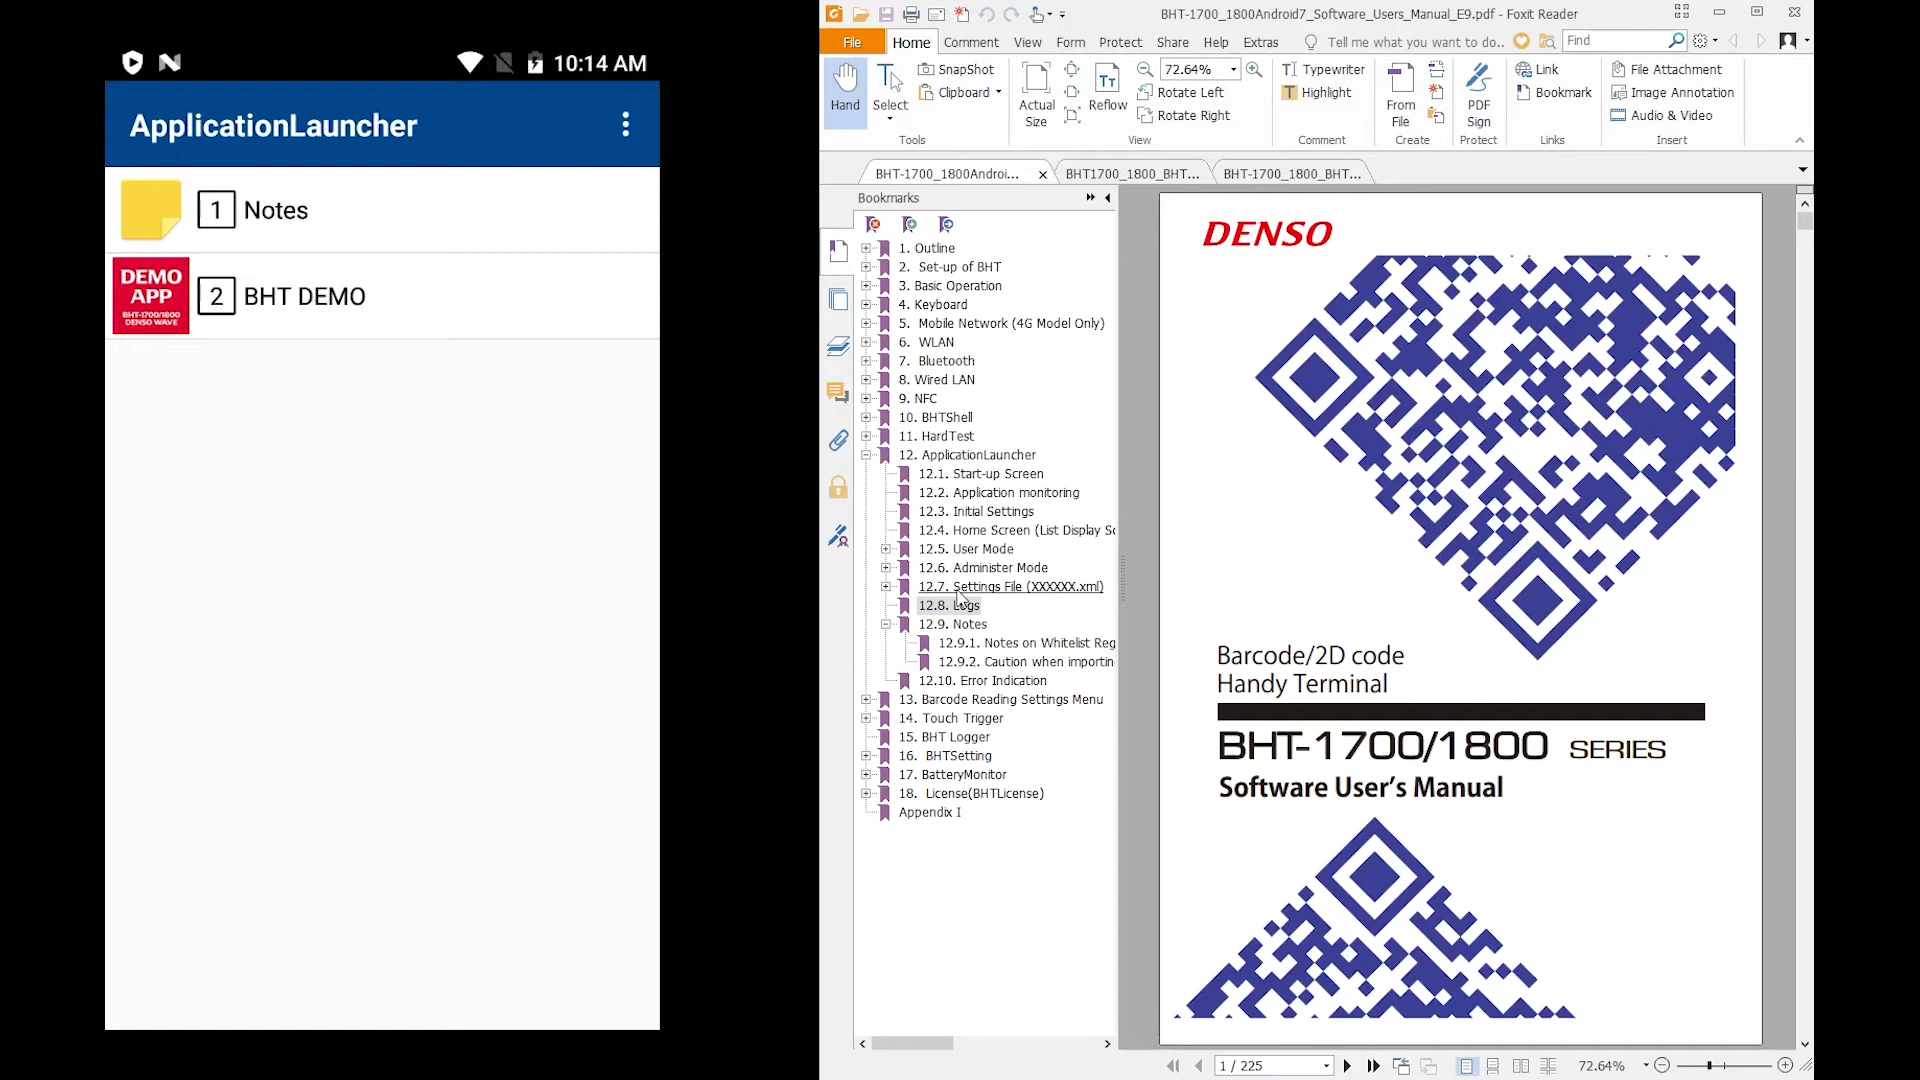 10:14 AM
ApplicationLauncher
1 Notes
DEMO
APP
BHT-1700/1800
DENSO WAVE
2 BHT DEMO
BHT-1700_1800Android7_Software_Users_Manual_E9.pdf - Foxit Reader
File Home Comment View Form Protect Share Help Extras Tell me what you want to do.. Find
Hand
Select
SnapShot
Clipboard
Tools
Actual
Size
Reflow
72.64%
Rotate Left
Rotate Right
View
Typewriter
Highlight
Comment
From
File
Create
PDF
Sign
Protect
Link
Bookmark
Links
File Attachment
Image Annotation
Audio & Video
Insert
BHT-1700_1800Androi... BHT1700_1800_BHT... BHT-1700_1800_BHT...
Bookmarks
1. Outline
2. Set-up of BHT
3. Basic Operation
4. Keyboard
5. Mobile Network (4G Model Only)
6. WLAN
7. Bluetooth
8. Wired LAN
9. NFC
10. BHTShell
11. HardTest
12. ApplicationLauncher
12.1. Start-up Screen
12.2. Application monitoring
12.3. Initial Settings
12.4. Home Screen (List Display Sc
12.5. User Mode
12.6. Administer Mode
12.7. Settings File (XXXXXX.xml)
12.8. Logs
12.9. Notes
12.9.1. Notes on Whitelist Reg
12.9.2. Caution when importin
12.10. Error Indication
13. Barcode Reading Settings Menu
14. Touch Trigger
15. BHT Logger
16. BHTSetting
17. BatteryMonitor
18. License(BHTLicense)
Appendix I
DENSO
Barcode/2D code
Handy Terminal
BHT-1700/1800 SERIES
Software User's Manual
1 / 225
72.64%